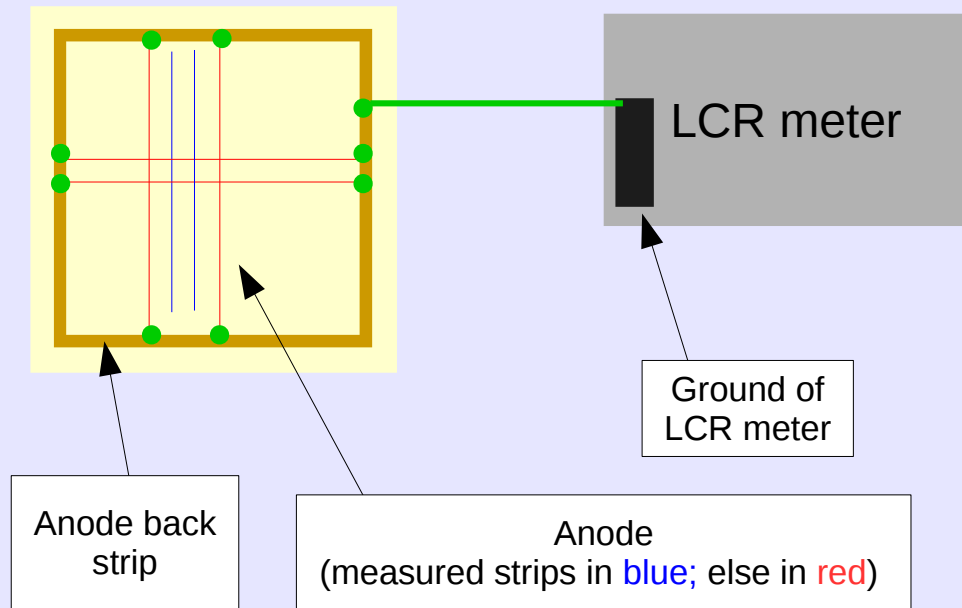 LCR meter
Ground of
LCR meter
Anode back
strip
Anode
(measured strips in blue; else in red)